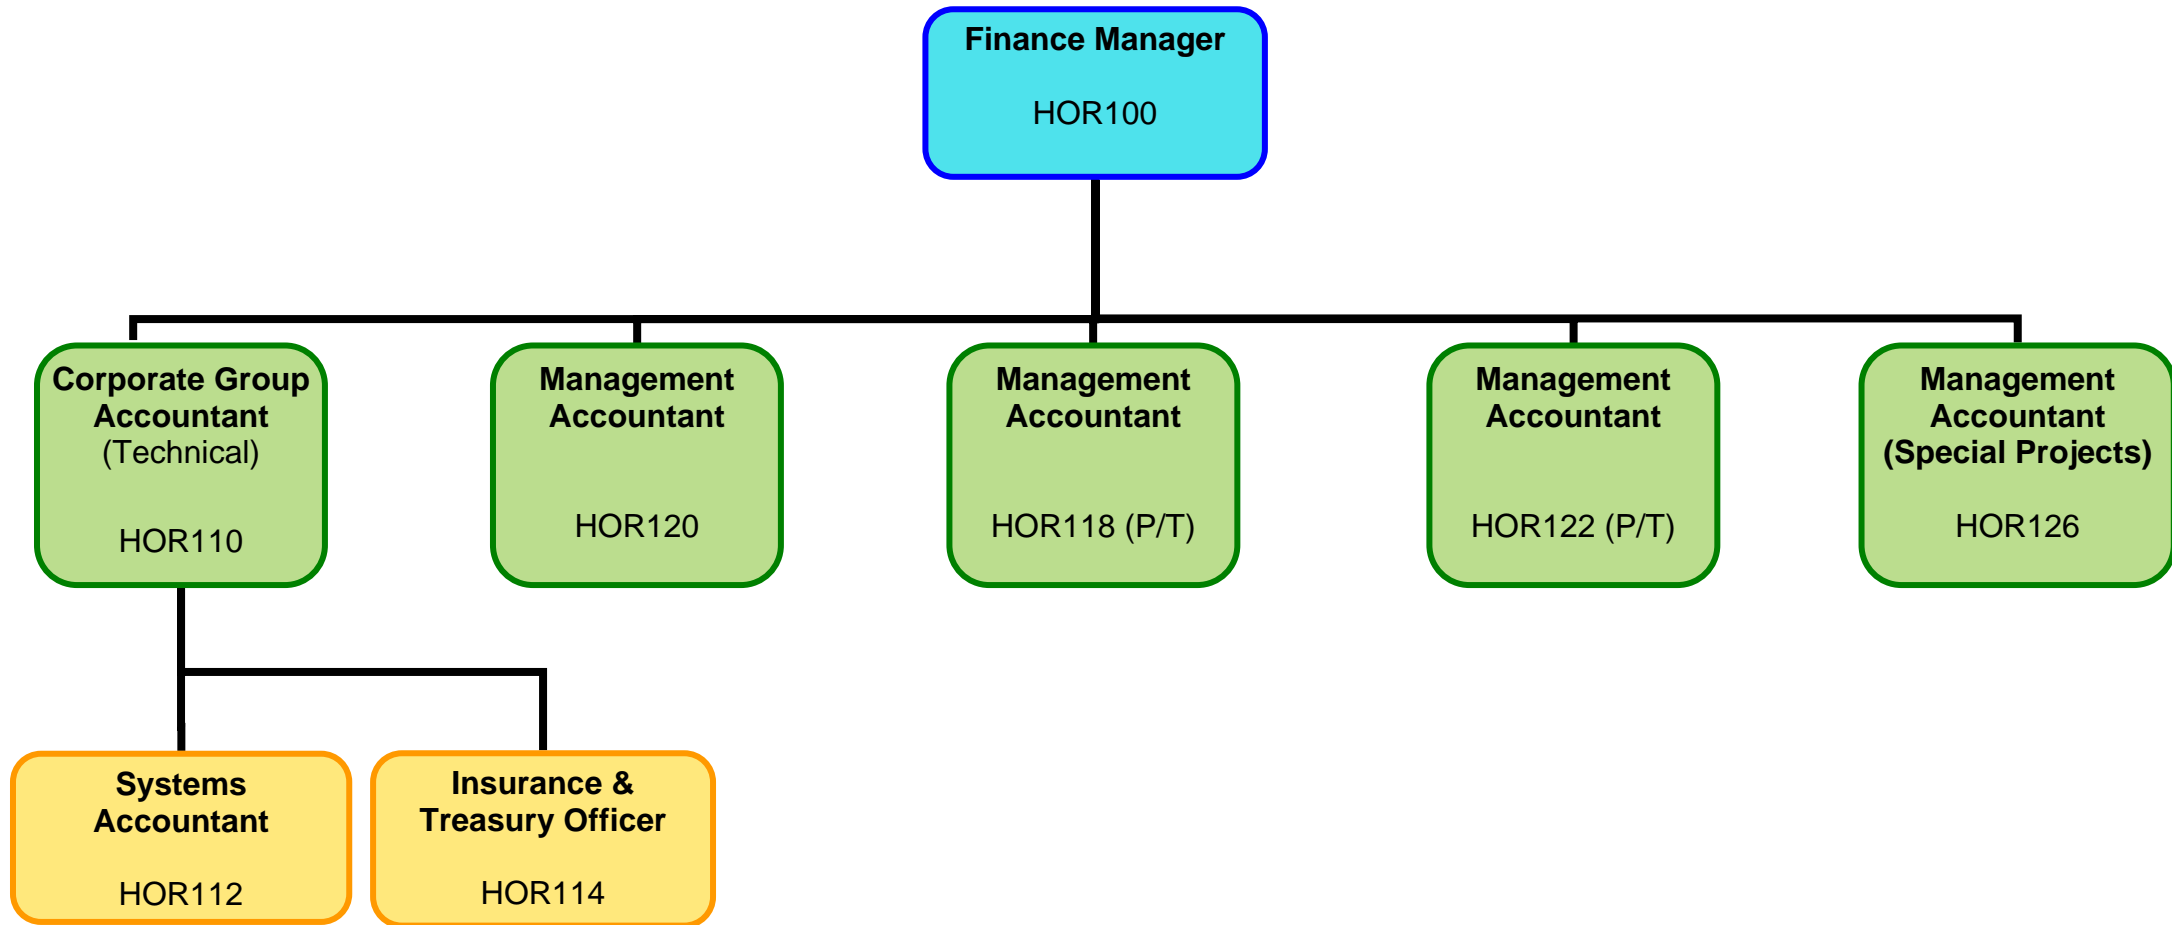 Finance Manager
HOR100
Corporate Group
Accountant
(Technical)
HOR110
Management
Accountant
HOR120
Management
Accountant
HOR118 (P/T)
Management
Accountant
HOR122 (P/T)
Management
Accountant
(Special Projects)
HOR126
Systems
Accountant
HOR112
Insurance &
Treasury Officer
HOR114